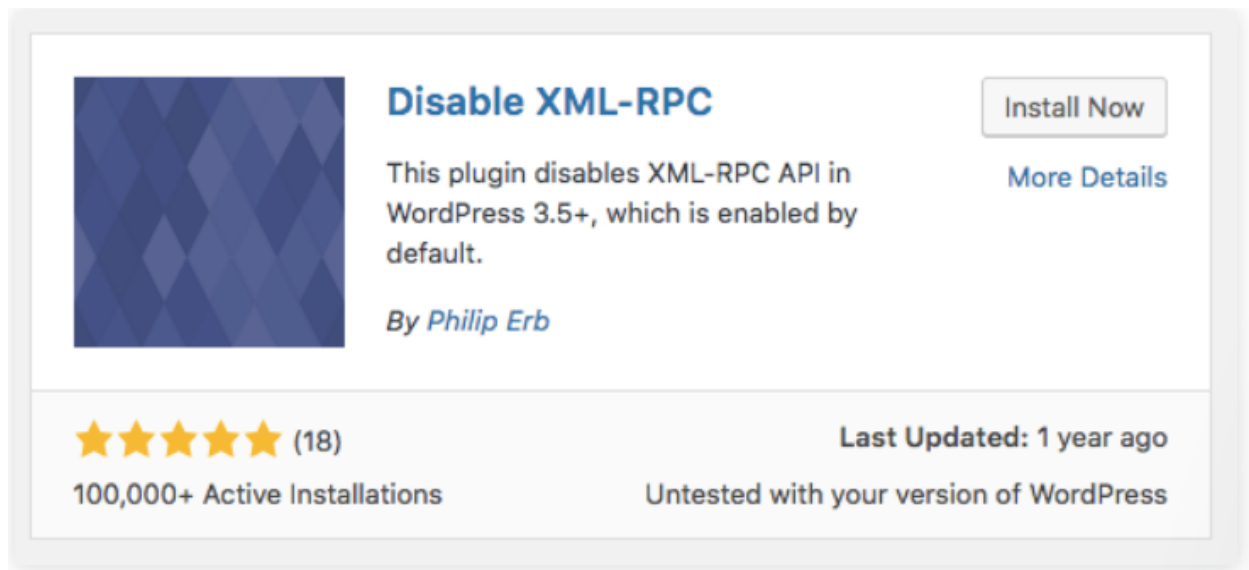 Disable XML-RPC
Install Now
This plugin disables XML-RPC API in
More Details
WordPress 3.5+, which is enabled by
default.
By Philip Erb
(18)
Last Updated: 1 year ago
100,000+ Active Installations
Untested with your version of WordPress